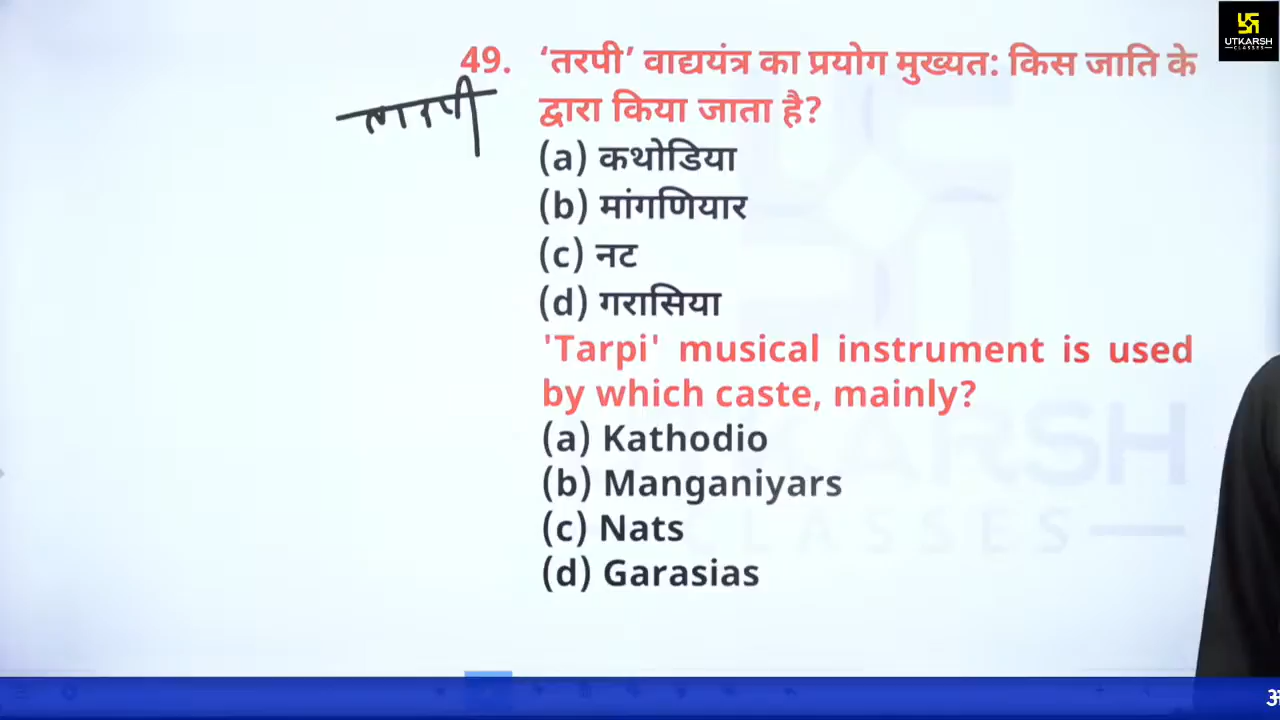 UTKARSH
CLASSES
49. ‘तरपी’ वाद्ययंत्र का प्रयोग मुख्यत: किस जाति के
तारपी
द्वारा किया जाता है?
(a) कथोडिया
(b) मांगणियार
(c) नट
(d) गरासिया
'Tarpi' musical instrument is used
by which caste, mainly?
(a) Kathodio
(b) Manganiyars
(c) Nats
(d) Garasias